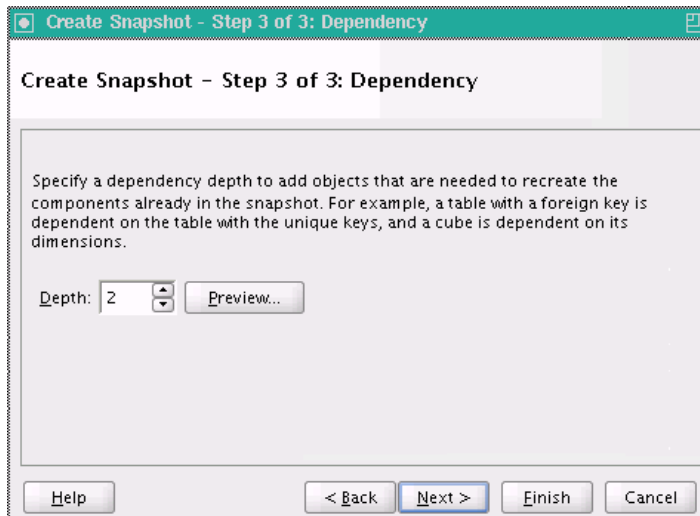 Create Snapshot - Step 3 of 3: Dependency
Create Snapshot - Step 3 of 3: Dependency
Specify a dependency depth to add objects that are needed to recreate the
components already in the snapshot. For example, a table with a foreign key is
dependent on the table with the unique keys, and a cube is dependent on its
dimensions.
Depth: 2 Preview...
Help < Back Next > Finish Cancel